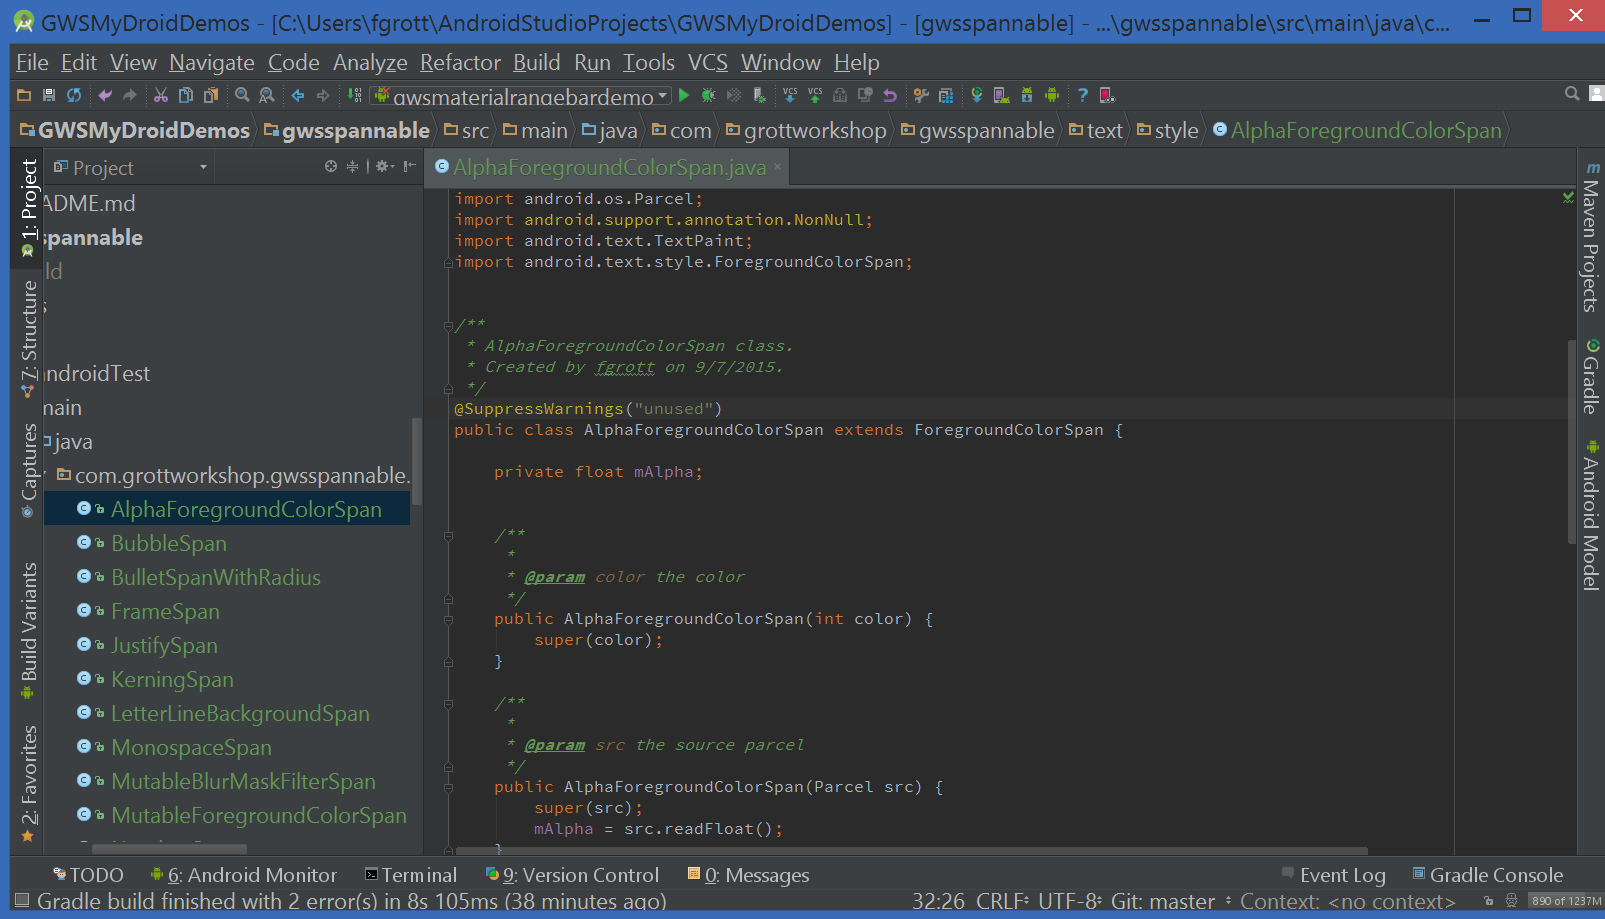 GWSMyDroidDemos - [C:\Users\fgrott\AndroidStudioProjects\GWSMyDroidDemos] - [gwsspannable] - ...\gwsspannable\src\main\java\c...
File Edit View Navigate Code Analyze Refactor Build Run Tools VCS Window Help
gwsmaterialrangebardemo VCS VCS ?
GWSMyDroidDemos gwsspannable src main java com grottworkshop gwsspannable text style AlphaForegroundColorSpan
1: Project
7: Structure
Captures
Build Variants
2: Favorites
Project
ADME.md
spannable
ld
s
ndroidTest
main
java
com.grottworkshop.gwsspannable.
AlphaForegroundColorSpan
BubbleSpan
BulletSpanWithRadius
FrameSpan
JustifySpan
KerningSpan
LetterLineBackgroundSpan
MonospaceSpan
MutableBlurMaskFilterSpan
MutableForegroundColorSpan
AlphaForegroundColorSpan.java
import android.os.Parcel;
import android.support.annotation.NonNull;
import android.text.TextPaint;
import android.text.style.ForegroundColorSpan;
/**
* AlphaForegroundColorSpan class.
* Created by fgrott on 9/7/2015.
*/
@SuppressWarnings("unused")
public class AlphaForegroundColorSpan extends ForegroundColorSpan {
private float mAlpha;
/**
*
* @param color the color
*/
public AlphaForegroundColorSpan(int color) {
super(color);
}
/**
*
* @param src the source parcel
*/
public AlphaForegroundColorSpan(Parcel src) {
super(src);
mAlpha = src.readFloat();
}
Maven Projects
Gradle
Android Model
TODO 6: Android Monitor Terminal 9: Version Control 0: Messages Event Log Gradle Console
Gradle build finished with 2 error(s) in 8s 105ms (38 minutes ago) 32:26 CRLF UTF-8 Git: master Context: <no context> 890 of 1237M